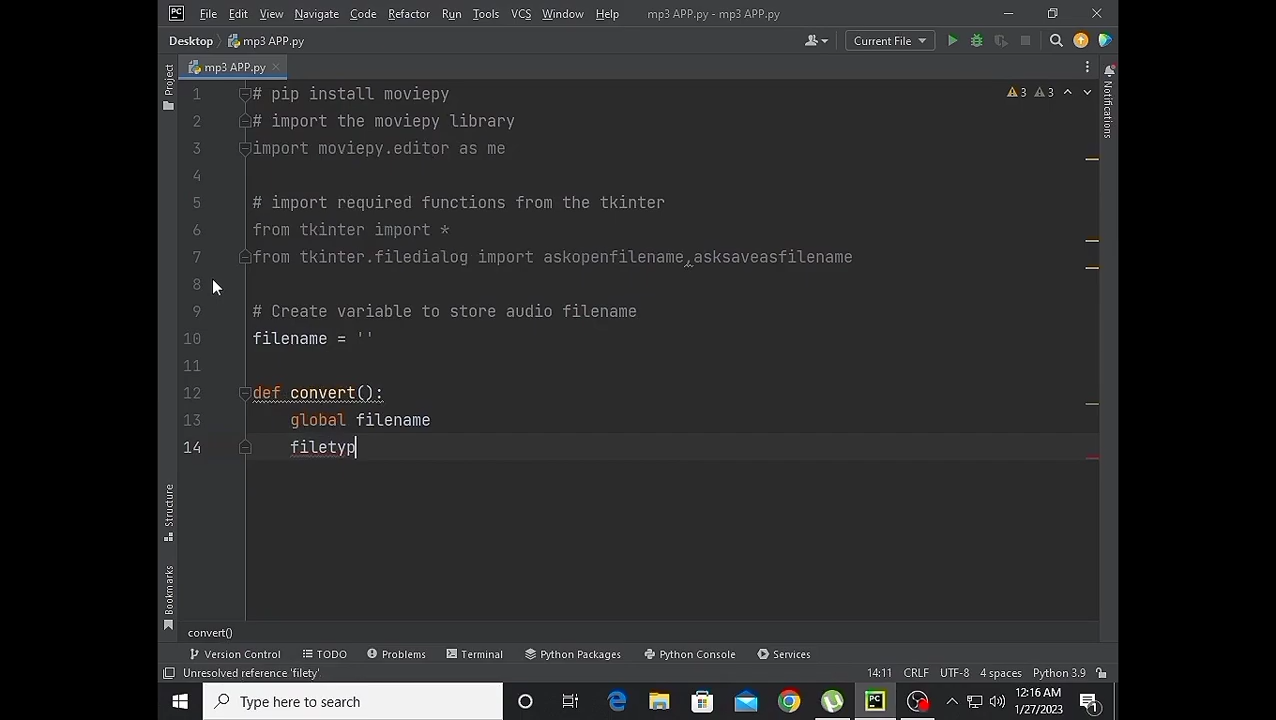 PC File Edit View Navigate Code Refactor Run Tools VCS Window Help mp3 APP.py - mp3 APP.py
Desktop mp3 APP.py Current File
mp3 APP.py
Project
Notifications
3 3
1 # pip install moviepy
2 # import the moviepy library
3 import moviepy.editor as me
4
5 # import required functions from the tkinter
6 from tkinter import *
7 from tkinter.filedialog import askopenfilename,asksaveasfilename
8
9 # Create variable to store audio filename
10 filename = ''
11
12 def convert():
13 global filename
14 filetyp
Structure
Bookmarks
convert()
Version Control TODO Problems Terminal Python Packages Python Console Services
Unresolved reference 'filety' 14:11 CRLF UTF-8 4 spaces Python 3.9
Type here to search PC 12:16 AM
1/27/2023 1